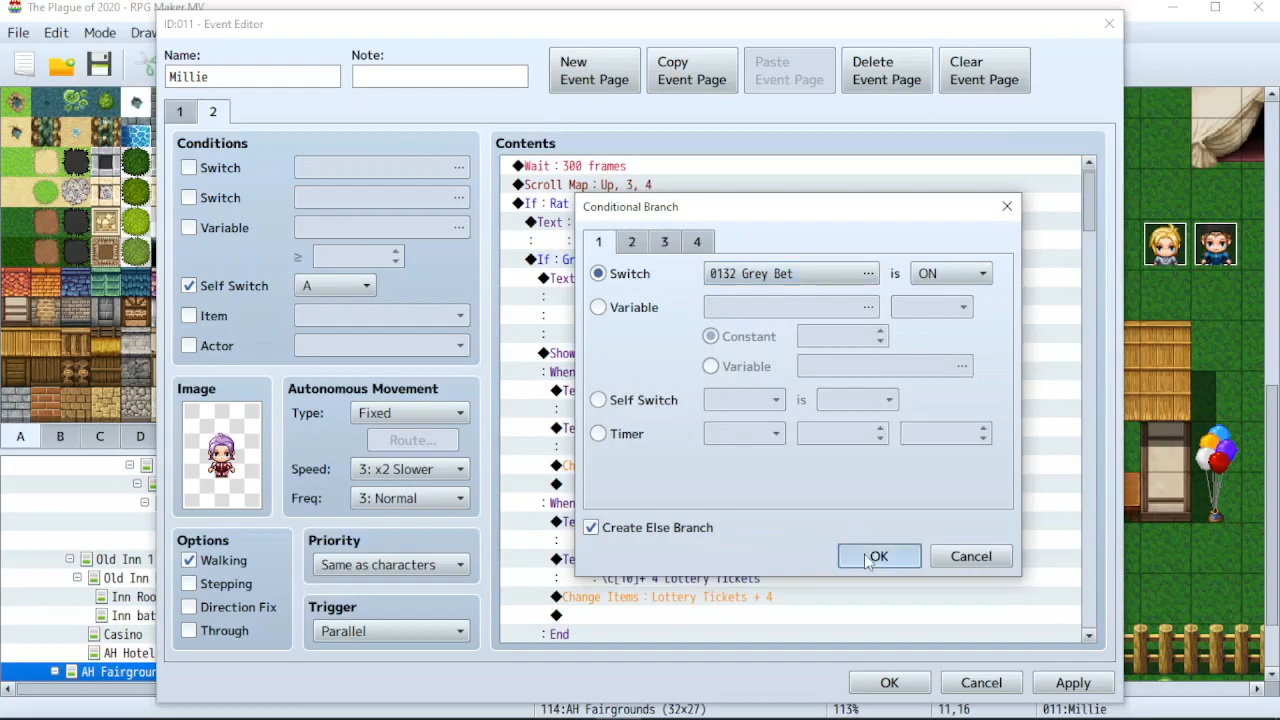 The Plague of 2020 - RPG Maker MV
File Edit Mode Draw
ID:011 - Event Editor
Name:
Note:
Millie
New Event Page
Copy Event Page
Paste Event Page
Delete Event Page
Clear Event Page
1 2
Conditions
Switch ...
Switch ...
Variable ...
≥
Self Switch A
Item
Actor
Image
Autonomous Movement
Type: Fixed
Route...
Speed: 3: x2 Slower
Freq: 3: Normal
Options
Walking
Stepping
Direction Fix
Through
Priority
Same as characters
Trigger
Parallel
Contents
◆Wait:300 frames
◆Scroll Map:Up, 3, 4
◆If:Rat
◆Text:
: :
◆If:Gr
◆Text
:
:
:
◆Show
:When
◆Te
◆Te
:
◆Ch
◆
:When
◆Te
:
◆Te
: :\C[10]+ 4 Lottery Tickets
◆Change Items:Lottery Tickets + 4
◆
:End
Conditional Branch
1 2 3 4
Switch 0132 Grey Bet ... is ON
Variable ...
Constant
Variable ...
Self Switch is
Timer
Create Else Branch
OK Cancel
OK Cancel Apply
A B C D
Old Inn 1
Old Inn
Inn Roo
Inn bat
Casino
AH Hotel
AH Fairgroun
114:AH Fairgrounds (32x27) 113% 11,16 011:Millie